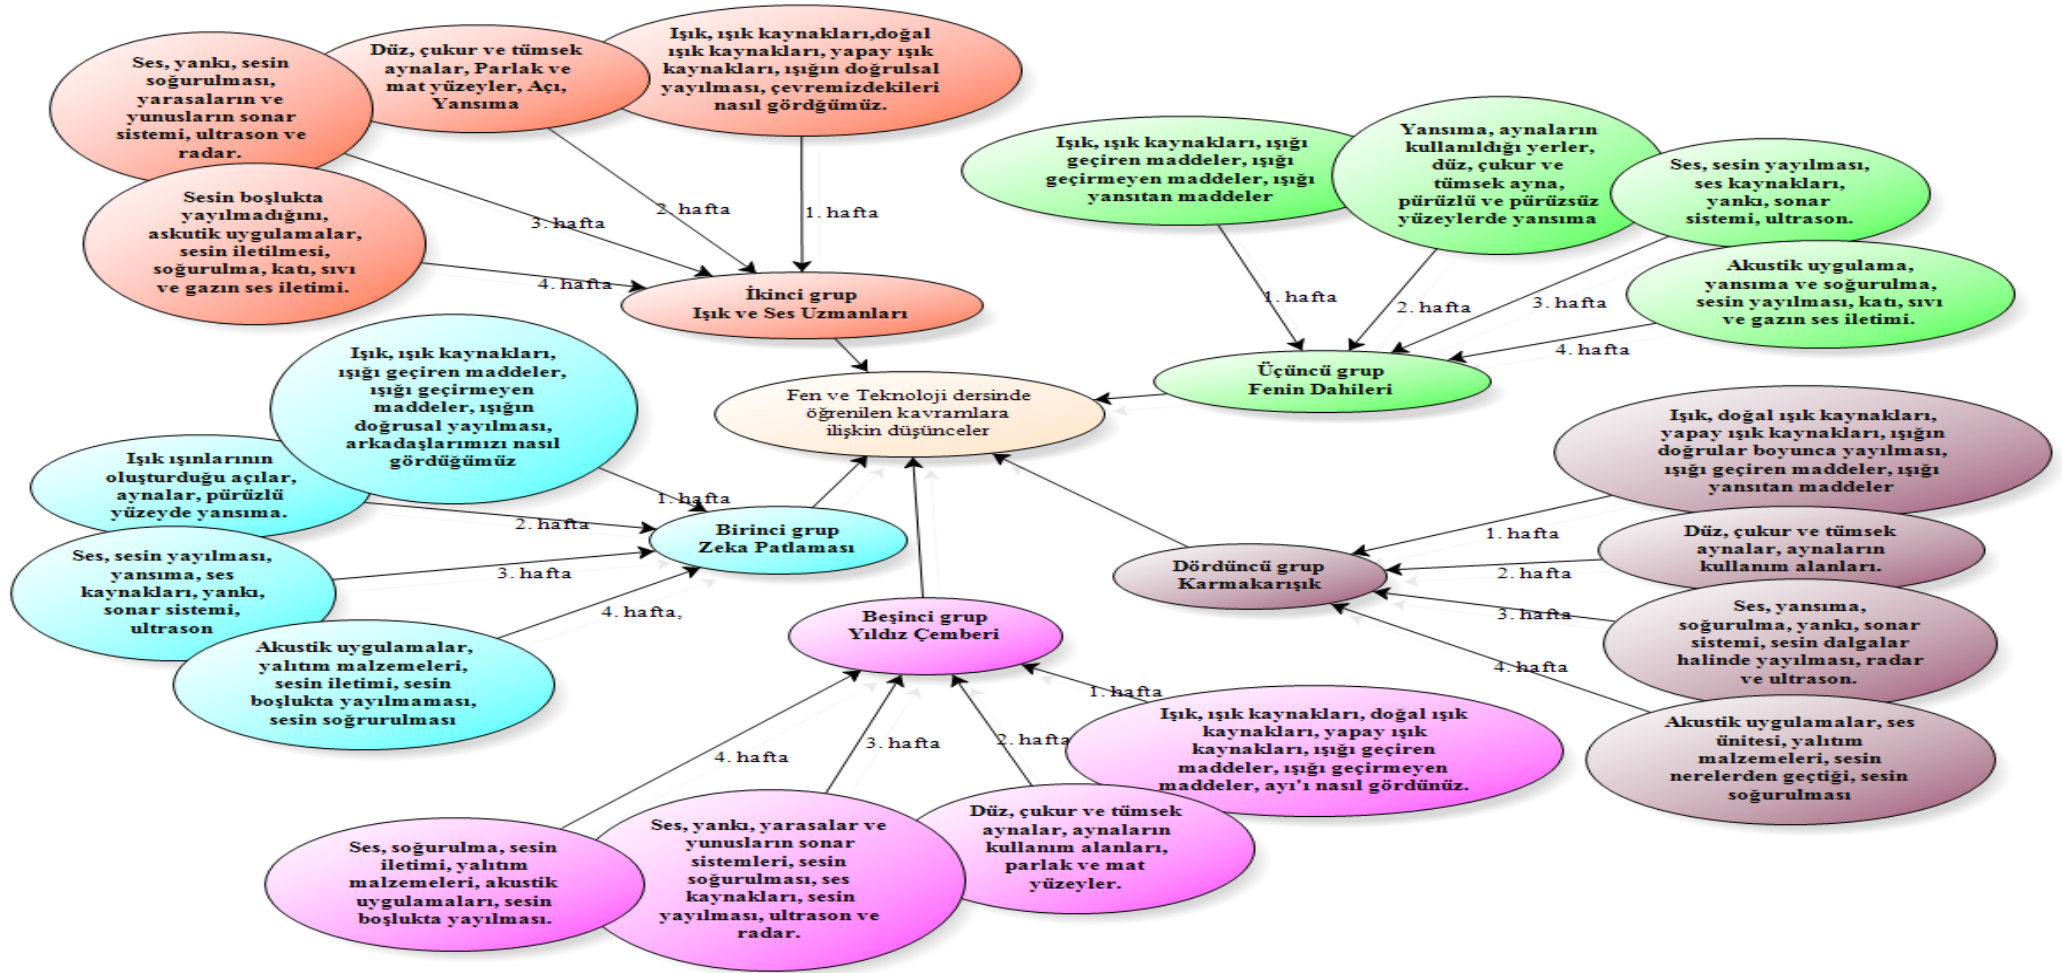 Işık, ışık kaynakları,doğal
ışık kaynakları, yapay ışık
kaynakları, ışığın doğrulsal
yayılması, çevremizdekileri
nasıl gördğümüz.
Düz, çukur ve tümsek
aynalar, Parlak ve
mat yüzeyler, Açı,
Yansıma
Ses, yankı, sesin
soğurulması,
yarasaların ve
yunusların sonar
sistemi, ultrason ve
radar.
Sesin boşlukta
yayılmadığını,
askutik uygulamalar,
sesin iletilmesi,
soğurulma, katı, sıvı
ve gazın ses iletimi.
1. hafta
2. hafta
3. hafta
4. hafta
İkinci grup
Işık ve Ses Uzmanları
Işık, ışık kaynakları, ışığı
geçiren maddeler, ışığı
geçirmeyen maddeler, ışığı
yansıtan maddeler
Yansıma, aynaların
kullanıldığı yerler,
düz, çukur ve
tümsek ayna,
pürüzlü ve pürüzsüz
yüzeylerde yansıma
Ses, sesin yayılması,
ses kaynakları,
yankı, sonar
sistemi, ultrason.
Akustik uygulama,
yansıma ve soğurulma,
sesin yayılması, katı, sıvı
ve gazın ses iletimi.
1. hafta
2. hafta
3. hafta
4. hafta
Üçüncü grup
Fenin Dahileri
Fen ve Teknoloji dersinde
öğrenilen kavramlara
ilişkin düşünceler
Işık, ışık kaynakları,
ışığı geçiren maddeler,
ışığı geçirmeyen
maddeler, ışığın
doğrusal yayılması,
arkadaşlarımızı nasıl
gördüğümüz
Işık ışınlarının
oluşturduğu açılar,
aynalar, pürüzlü
yüzeyde yansıma.
Ses, sesin yayılması,
yansıma, ses
kaynakları, yankı,
sonar sistemi,
ultrason
Akustik uygulamalar,
yalıtım malzemeleri,
sesin iletimi, sesin
boşlukta yayılmaması,
sesin soğrurulması
1. hafta
2. hafta
3. hafta
4. hafta,
Birinci grup
Zeka Patlaması
Işık, doğal ışık kaynakları,
yapay ışık kaynakları, ışığın
doğrular boyunca yayılması,
ışığı geçiren maddeler, ışığı
yansıtan maddeler
Düz, çukur ve tümsek
aynalar, aynaların
kullanım alanları.
Ses, yansıma,
soğurulma, yankı, sonar
sistemi, sesin dalgalar
halinde yayılması, radar
ve ultrason.
Akustik uygulamalar, ses
ünitesi, yalıtım
malzemeleri, sesin
nerelerden geçtiği, sesin
soğurulması
1. hafta
2. hafta
3. hafta
4. hafta
Dördüncü grup
Karmakarışık
Beşinci grup
Yıldız Çemberi
1. hafta
2. hafta
3. hafta
4. hafta
Işık, ışık kaynakları, doğal ışık
kaynakları, yapay ışık
kaynakları, ışığı geçiren
maddeler, ışığı geçirmeyen
maddeler, ayı'ı nasıl gördünüz.
Düz, çukur ve tümsek
aynalar, aynaların
kullanım alanları,
parlak ve mat
yüzeyler.
Ses, yankı, yarasalar ve
yunusların sonar
sistemleri, sesin
soğurulması, ses
kaynakları, sesin
yayılması, ultrason ve
radar.
Ses, soğurulma, sesin
iletimi, yalıtım
malzemeleri, akustik
uygulamaları, sesin
boşlukta yayılması.